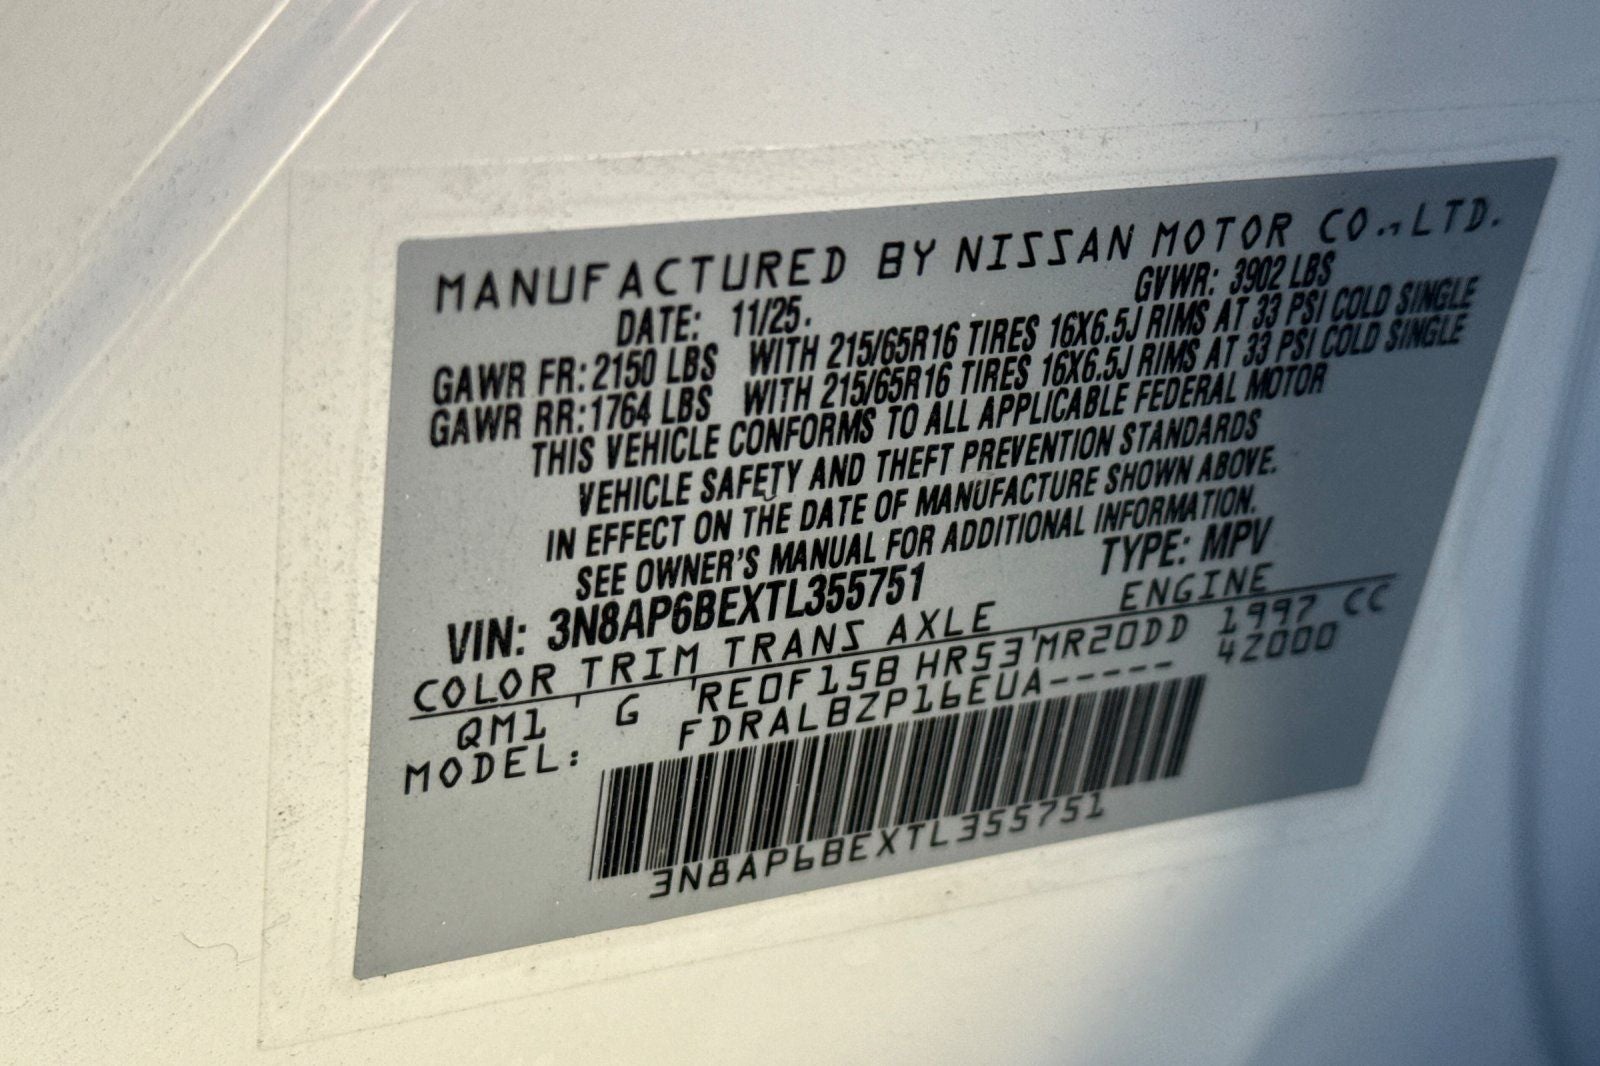 MANUFACTURED BY NISSAN MOTOR CO.,LTD.
DATE: 11/25. GVWR: 3902 LBS
GAWR FR: 2150 LBS WITH 215/65R16 TIRES 16X6.5J RIMS AT 33 PSI COLD SINGLE
GAWR RR: 1764 LBS WITH 215/65R16 TIRES 16X6.5J RIMS AT 33 PSI COLD SINGLE
THIS VEHICLE CONFORMS TO ALL APPLICABLE FEDERAL MOTOR
VEHICLE SAFETY AND THEFT PREVENTION STANDARDS
IN EFFECT ON THE DATE OF MANUFACTURE SHOWN ABOVE.
SEE OWNER'S MANUAL FOR ADDITIONAL INFORMATION.
VIN: 3N8AP6BEXTL355751 TYPE: MPV
COLOR TRIM TRANS AXLE ENGINE
QM1 G RE0F15B HR53 MR20DD 1997 CC
MODEL: FDRALBZP16EUA----- 4Z000
3N8AP6BEXTL355751